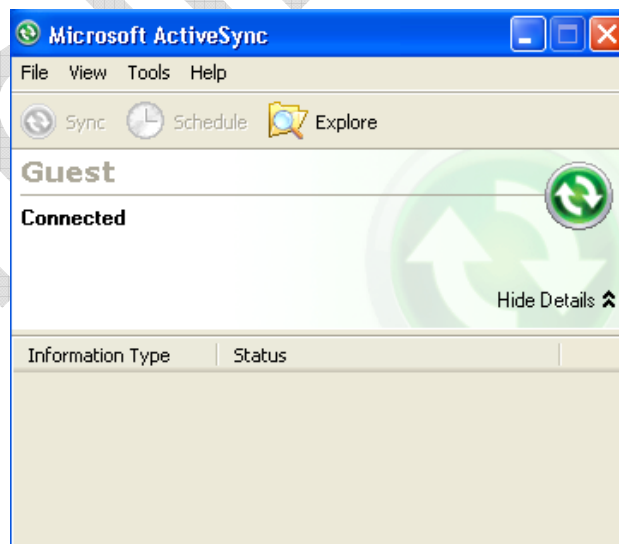 Microsoft ActiveSync
File View Tools Help
Sync Schedule Explore
Guest
Connected
Hide Details
Information Type Status